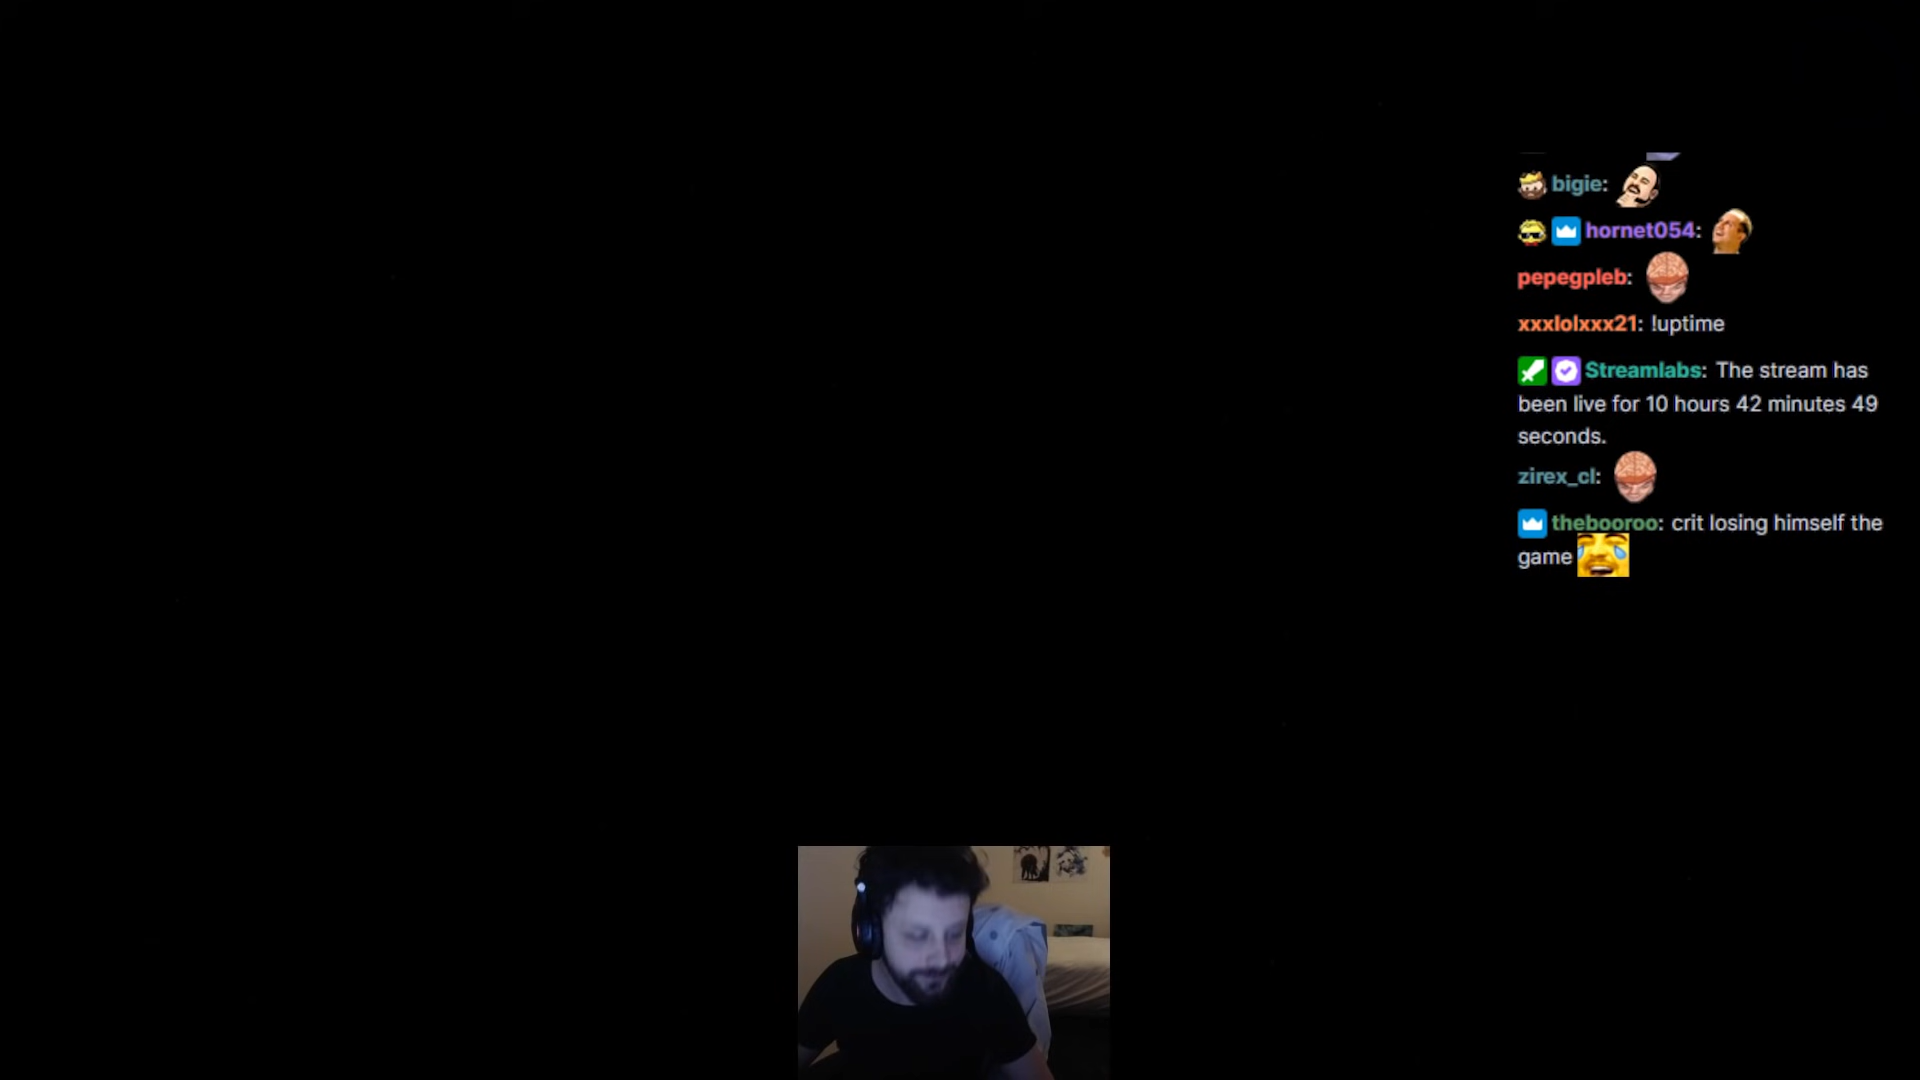 bigie:
hornet054:
pepegpleb:
xxxlolxxx21: !uptime
Streamlabs: The stream has
been live for 10 hours 42 minutes 49
seconds.
zirex_cl:
thebooroo: crit losing himself the
game